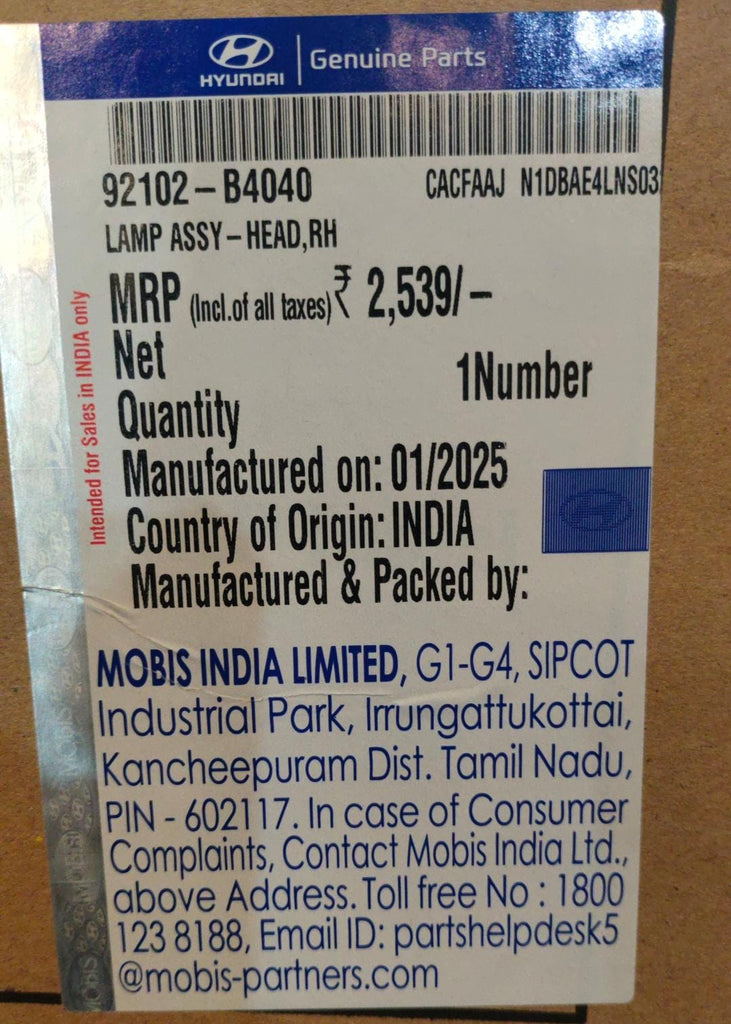 HYUNDAI | Genuine Parts
92102-B4040 CACFAAJ N1DBAE4LNS03
LAMP ASSY-HEAD,RH
MRP (Incl.of all taxes) ₹ 2,539/-
Net
Quantity 1Number
Manufactured on: 01/2025
Country of Origin: INDIA
Manufactured & Packed by:
Intended for Sales in INDIA only
MOBIS INDIA LIMITED, G1-G4, SIPCOT
Industrial Park, Irrungattukottai,
Kancheepuram Dist. Tamil Nadu,
PIN - 602117. In case of Consumer
Complaints, Contact Mobis India Ltd.,
above Address. Toll free No : 1800
123 8188, Email ID: partshelpdesk5
@mobis-partners.com
MOBIS
MOBIS
MOBIS